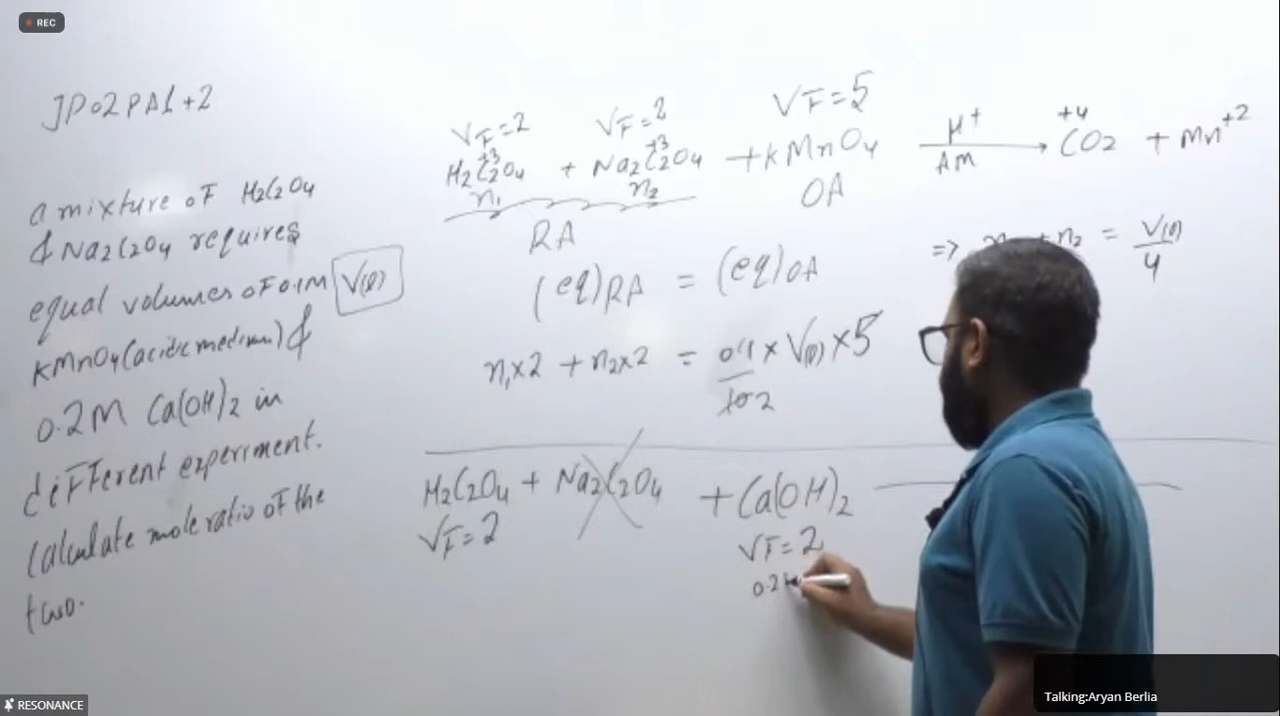 REC
JP02PA1+2
a mixture of H2C2O4
& Na2C2O4 requires
equal volumes of 0.1M V(l)
KMnO4 (acidic medium) &
0.2M Ca(OH)2 in
different experiment.
Calculate mole ratio of the
two.
VF=2 VF=2 VF=5
+3 +3
H2C2O4 + Na2C2O4 + KMnO4 H+ AM → +4 CO2 + Mn+2
n1 n2 OA
RA
(eq)RA = (eq)OA
⇒ + n2 = V(l)/4
n1×2 + n2×2 = 0.1 × V(l) × 5
10 2
H2C2O4 + Na2C2O4 + Ca(OH)2
VF=2 VF=2
0.2
RESONANCE
Talking:Aryan Berlia